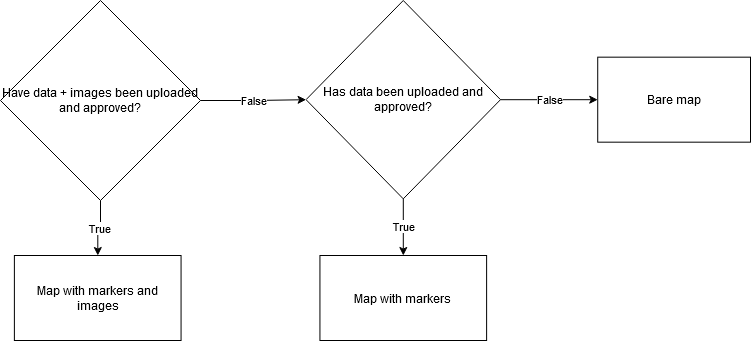 Have data + images been uploaded
and approved?
False
Has data been uploaded and
approved?
False
Bare map
True
True
Map with markers and
images
Map with markers